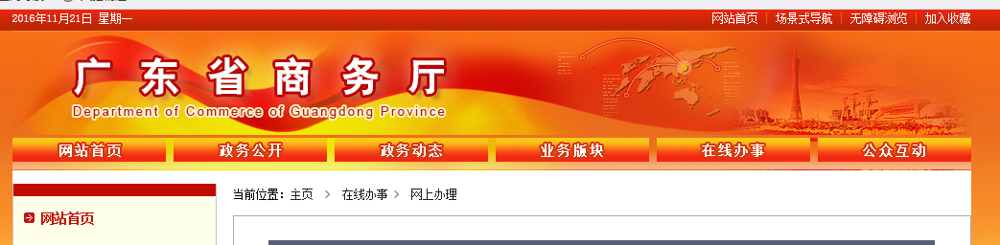 2016年11月21日 星期一 网站首页 | 场景式导航 | 无障碍浏览 | 加入收藏
广东省商务厅
Department of Commerce of Guangdong Province
网站首页 政务公开 政务动态 业务版块 在线办事 公众互动
当前位置：主页 > 在线办事 > 网上办理
网站首页